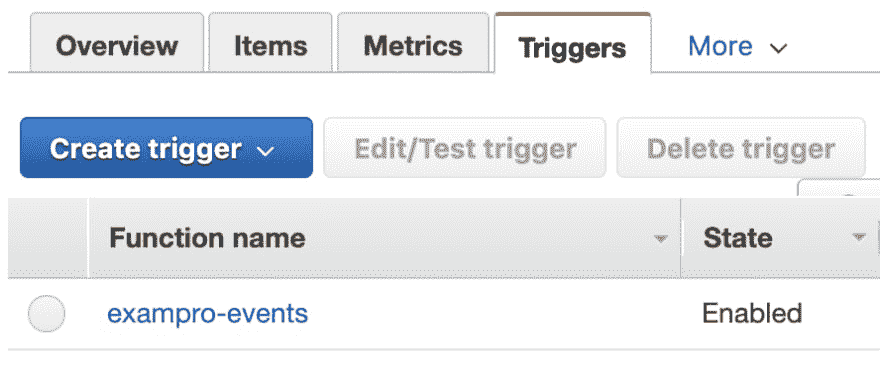 Overview Items Metrics Triggers More
Create trigger Edit/Test trigger Delete trigger
Function name State
exampro-events Enabled